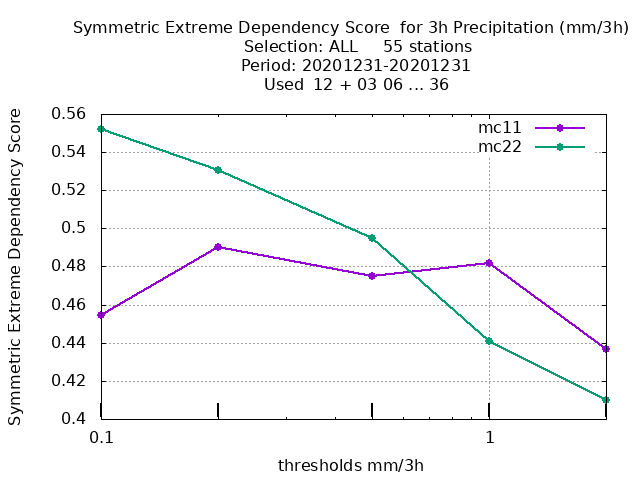 Symmetric Extreme Dependency Score for 3h Precipitation (mm/3h)
Selection: ALL 55 stations
Period: 20201231-20201231
Used 12 + 03 06 ... 36
Symmetric Extreme Dependency Score
0.56
0.54
0.52
0.5
0.48
0.46
0.44
0.42
0.4
mc11
mc22
0.1
1
thresholds mm/3h